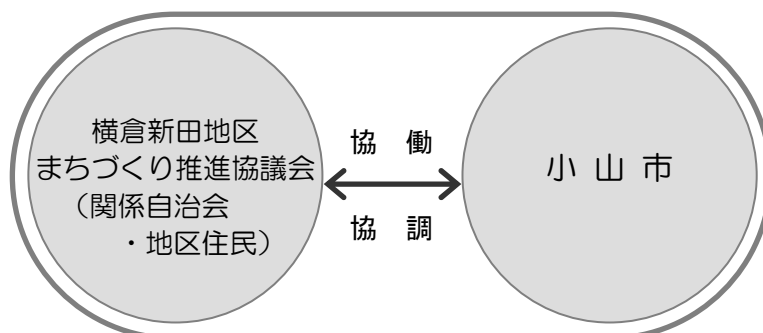 横倉新田地区
まちづくり推進協議会
（関係自治会
・地区住民）
協 働
協 調
小 山 市